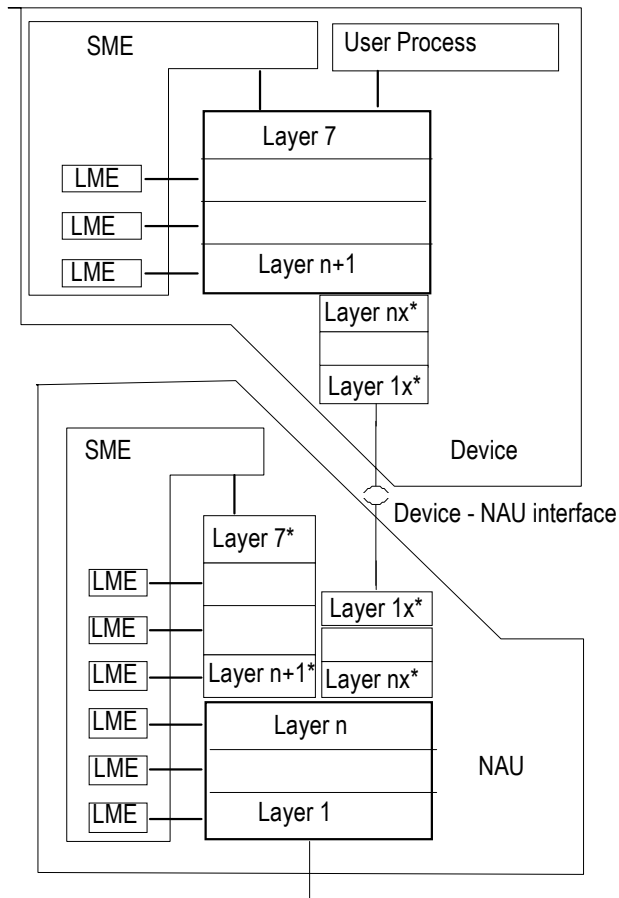 SME
User Process
Layer 7
LME
LME
LME
Layer n+1
Layer nx*
Layer 1x*
Device
SME
Device - NAU interface
Layer 7*
LME
Layer 1x*
LME
LME
Layer n+1*
Layer nx*
LME
Layer n
NAU
LME
LME
Layer 1